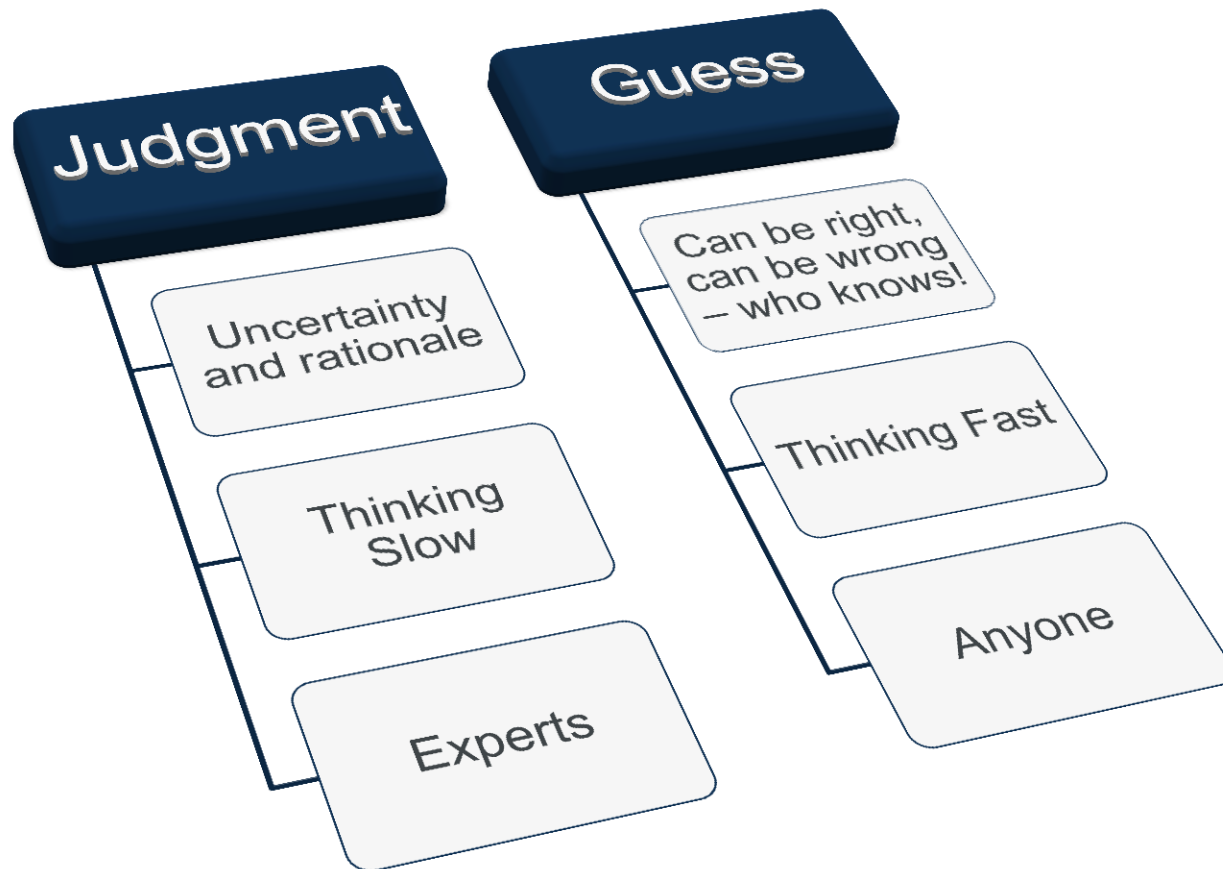 Judgment
Uncertainty
and rationale
Thinking
Slow
Experts
Guess
Can be right,
can be wrong
– who knows!
Thinking Fast
Anyone